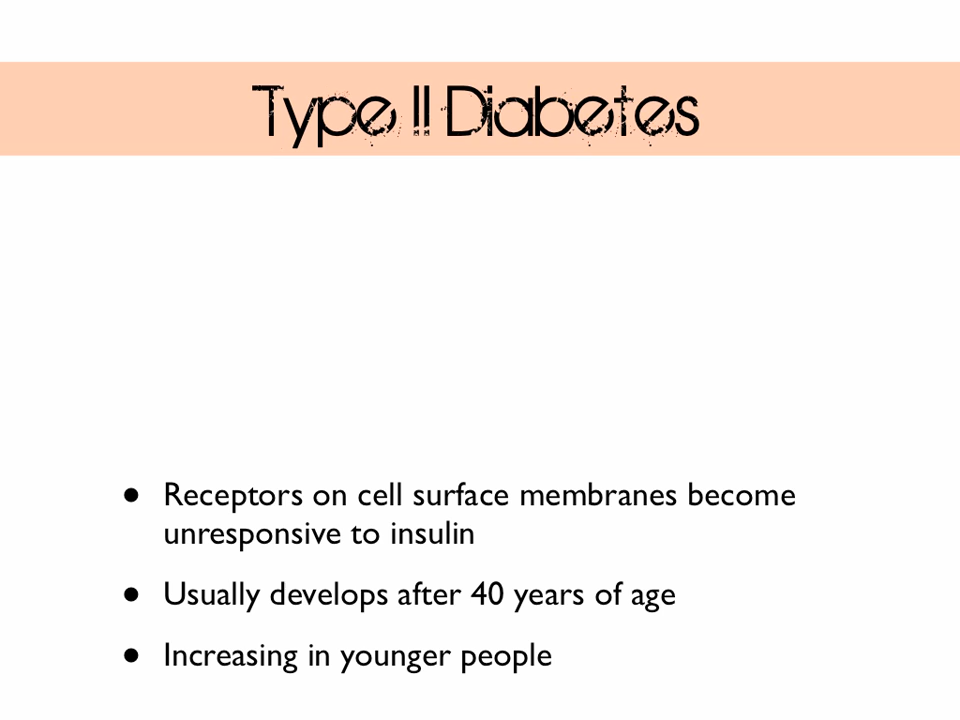 Type II Diabetes
• Receptors on cell surface membranes become
unresponsive to insulin
• Usually develops after 40 years of age
• Increasing in younger people